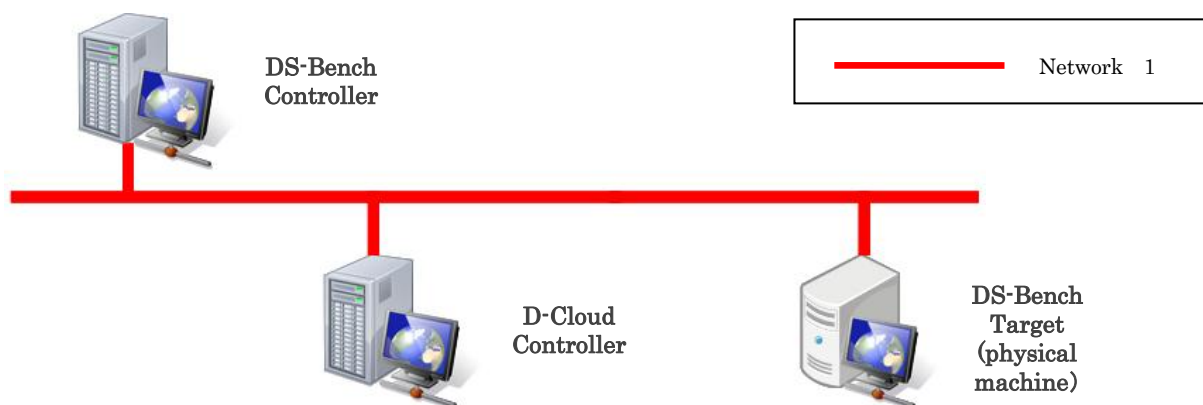 DS-Bench
Controller
Network 1
D-Cloud
Controller
DS-Bench
Target
(physical
machine)